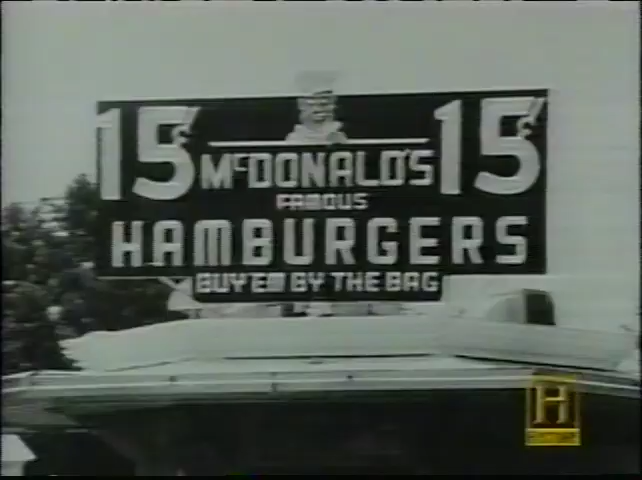 15¢ 15¢
McDONALD'S
FAMOUS
HAMBURGERS
BUY'EM BY THE BAG
H